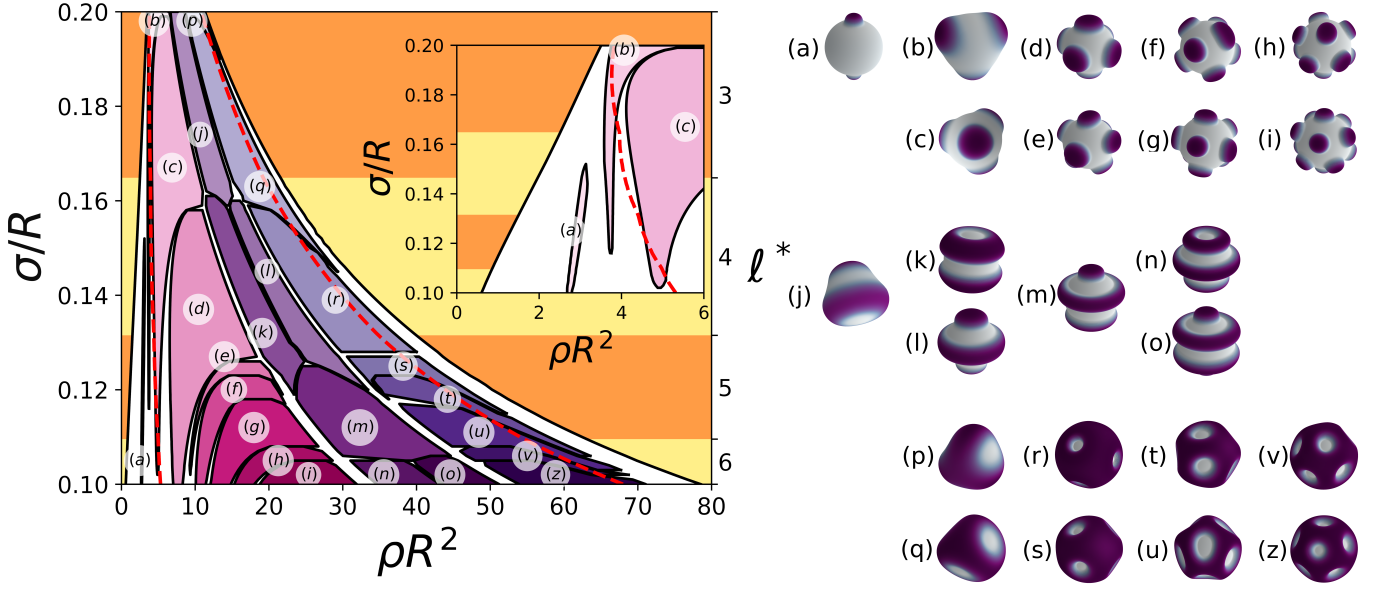 σ/R
0.20
0.18
0.16
0.14
0.12
0.10
0 10 20 30 40 50 60 70 80
ρR²
(b) (p)
(j)
(c)
(q)
(l)
(r)
(d)
(k)
(e)
(s)
(f)
(t)
(g)
(m)
(u)
(a)
(h)
(v)
(i)
(n)
(o)
(z)
σ/R
0.20
0.18
0.16
0.14
0.12
0.10
0 2 4 6
ρR²
(b)
(c)
(a)
3
4
5
6
ℓ*
(a) (b) (d) (f) (h)
(c) (e) (g) (i)
(j) (k) (m) (n)
(l) (o)
(p) (r) (t) (v)
(q) (s) (u) (z)